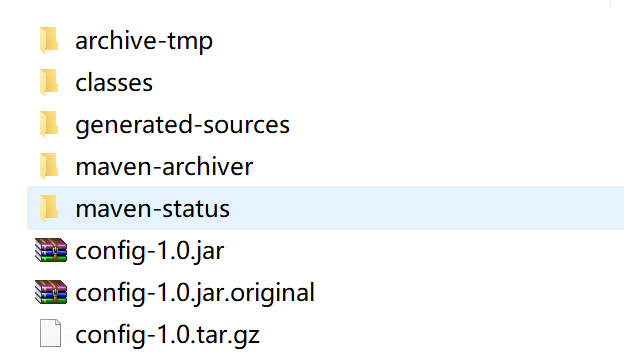 archive-tmp
classes
generated-sources
maven-archiver
maven-status
config-1.0.jar
config-1.0.jar.original
config-1.0.tar.gz